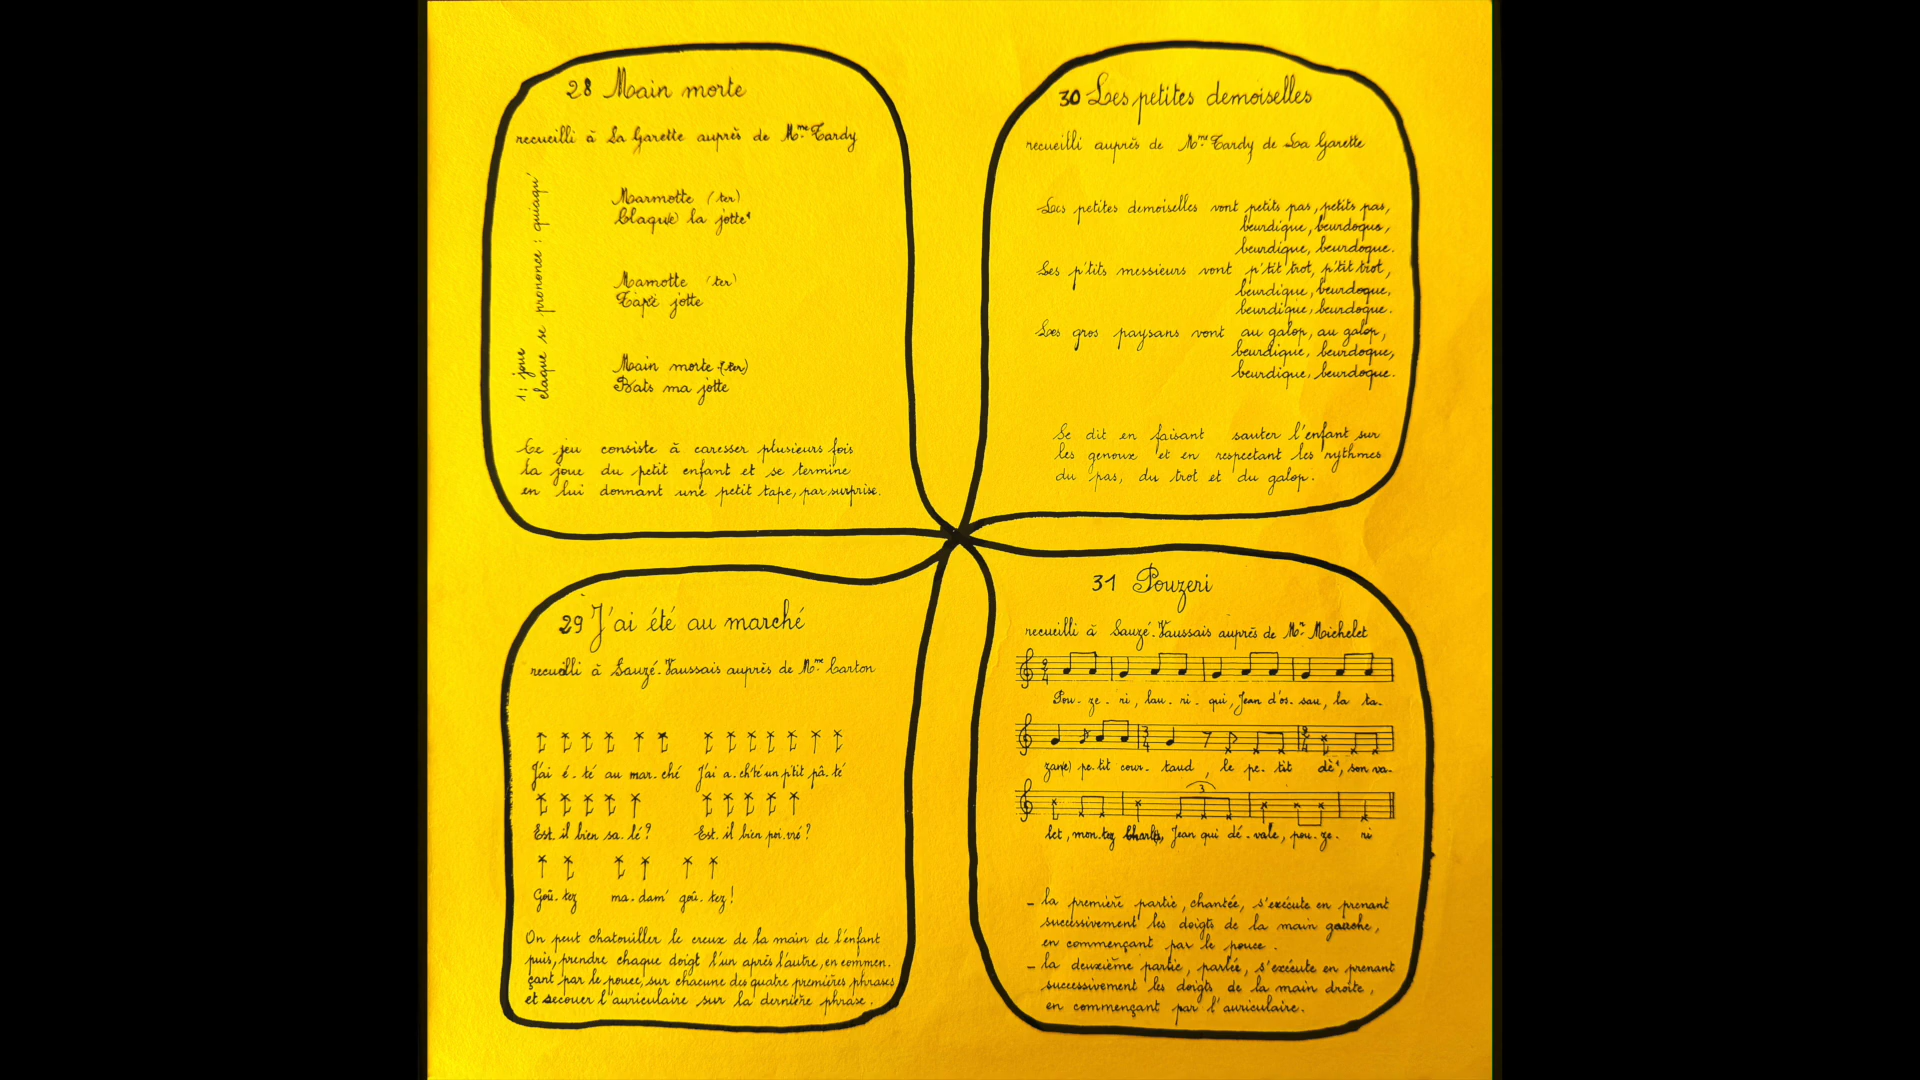 28 Main morte
recueilli à La Garette auprès de Mme Tardy
Marmotte (ter)
Claqu(e) la jotte¹
Mamotte (ter)
Tape jotte
Main morte (ter)
Bats ma jotte
1: joue
claque se prononce : quiaqu'
Ce jeu consiste à caresser plusieurs fois
la joue du petit enfant et se termine
en lui donnant une petit tape, par surprise.
29 J'ai été au marché
recueilli à Sauzé-Vaussais auprès de Mme Carton
J'ai é-té au mar-ché J'ai a-ch'té un p'tit pâ-té
Est-il bien sa-lé? Est-il bien poi-vré?
Goû-tez ma-dam' goû-tez!
On peut chatouiller le creux de la main de l'enfant
puis, prendre chaque doigt l'un après l'autre, en commen-
çant par le pouce, sur chacune des quatre premières phrases
et secouer l'auriculaire sur la dernière phrase.
30 Les petites demoiselles
recueilli auprès de Mme Tardy de La Garette
Les petites demoiselles vont petits pas, petits pas,
beurdique, beurdoque,
beurdique, beurdoque.
Les p'tits messieurs vont p'tit trot, p'tit trot,
beurdique, beurdoque,
beurdique, beurdoque.
Les gros paysans vont au galop, au galop,
beurdique, beurdoque,
beurdique, beurdoque.
Se dit en faisant sauter l'enfant sur
les genoux et en respectant les rythmes
du pas, du trot et du galop.
31 Pouzeri
recueilli à Sauzé-Vaussais auprès de Mr Michelet
2/4
Pou-ze-ri, lau-ri-qui, Jean d'os-sau, la ta-
3/4 2/4
zan(e) pe-tit cour-taud, le pe-tit dè¹, son va-
3
let, mon-tez Charl(e)s, Jean qui dé-vale, pou-ze-ri
- la première partie, chantée, s'exécute en prenant
successivement les doigts de la main gauche,
en commençant par le pouce.
- la deuxième partie, parlée, s'exécute en prenant
successivement les doigts de la main droite,
en commençant par l'auriculaire.